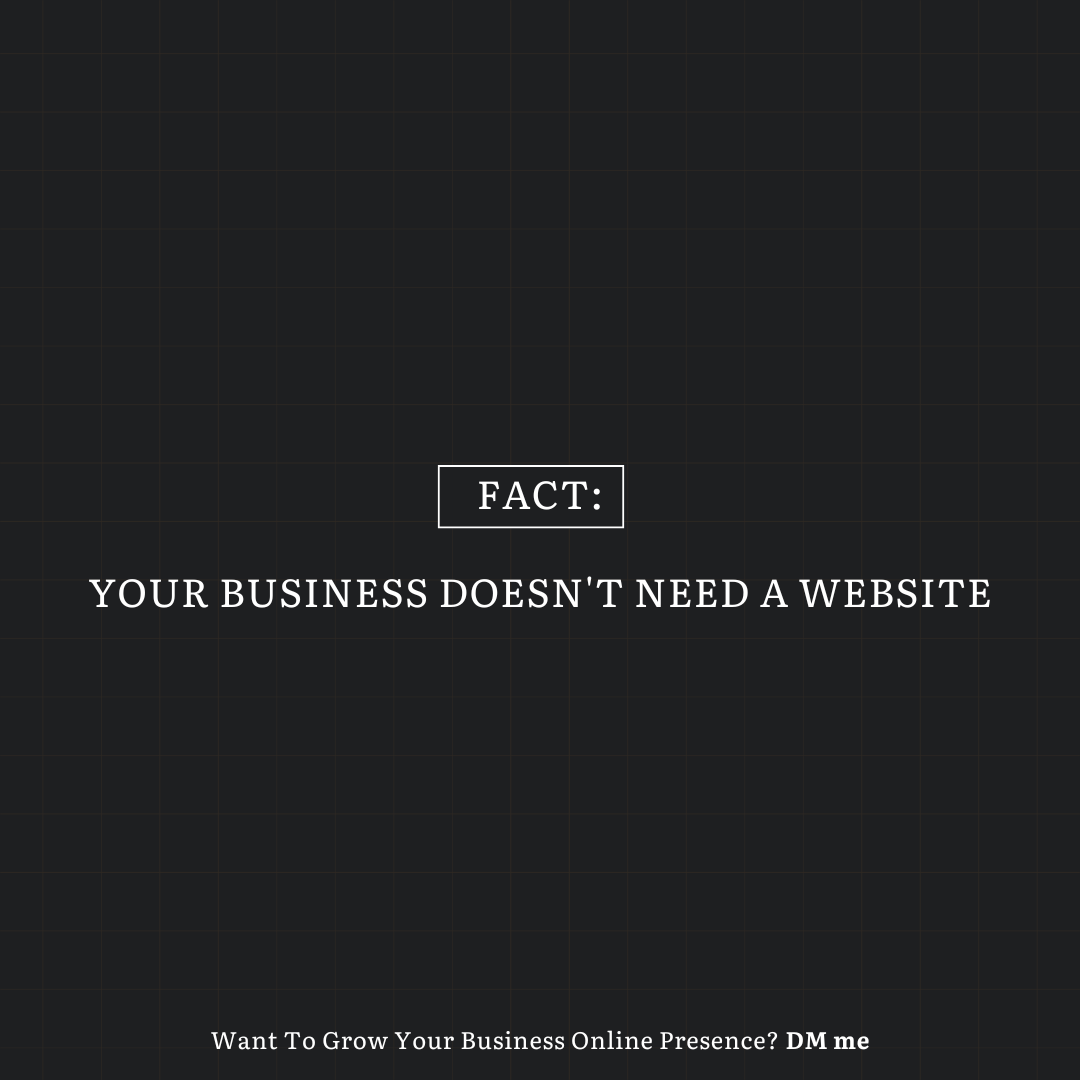 FACT:
YOUR BUSINESS DOESN'T NEED A WEBSITE
Want To Grow Your Business Online Presence? DM me